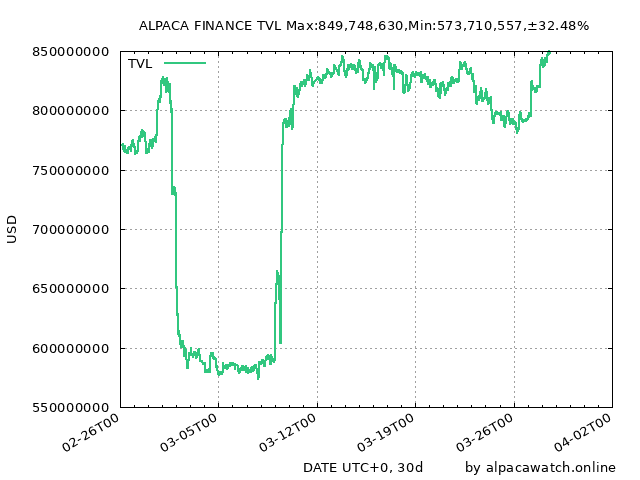 ALPACA FINANCE TVL Max:849,748,630,Min:573,710,557,±32.48%
TVL
850000000
800000000
750000000
700000000
650000000
600000000
550000000
USD
02-26T00
03-05T00
03-12T00
03-19T00
03-26T00
04-02T00
DATE UTC+0, 30d
by alpacawatch.online